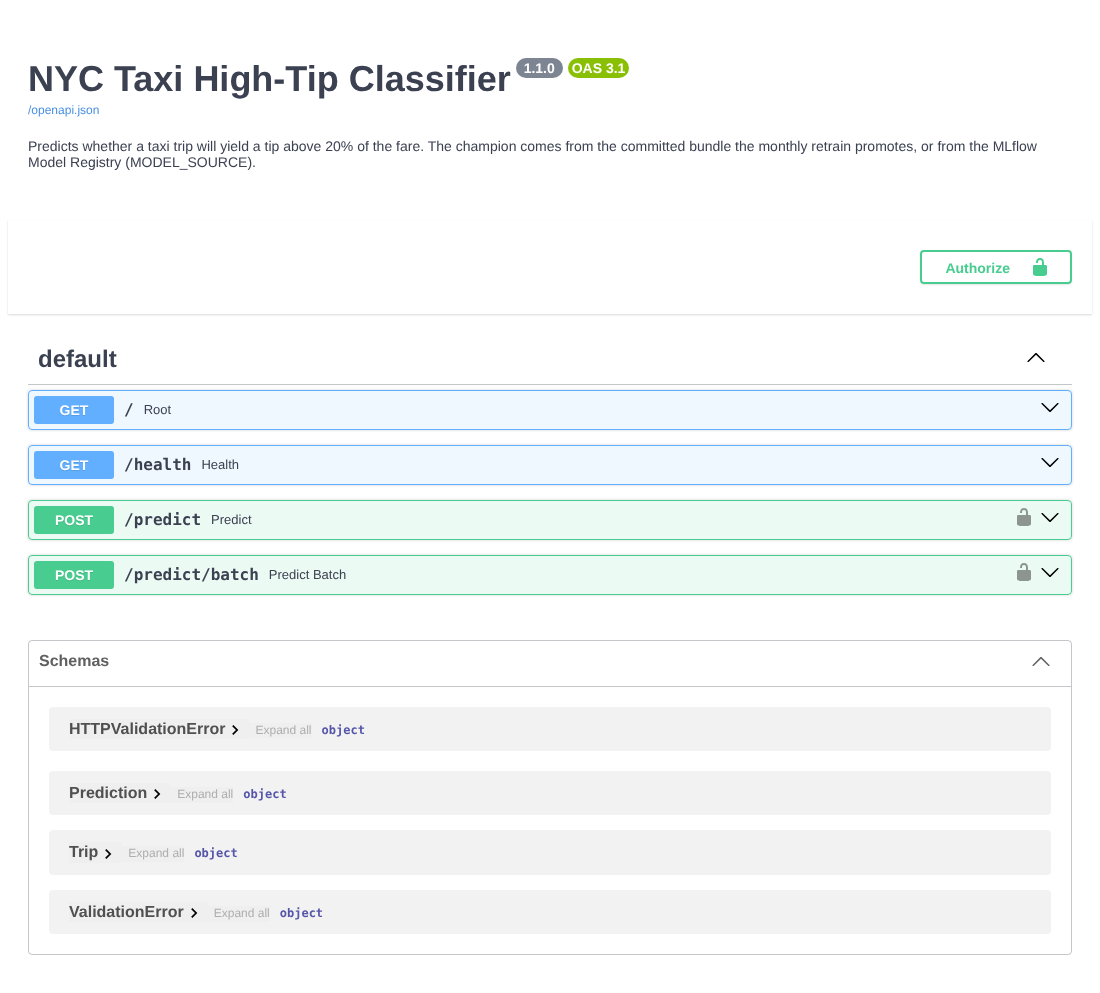 NYC Taxi High-Tip Classifier 1.1.0 OAS 3.1
/openapi.json
Predicts whether a taxi trip will yield a tip above 20% of the fare. The champion comes from the committed bundle the monthly retrain promotes, or from the MLflow
Model Registry (MODEL_SOURCE).
Authorize
default
GET / Root
GET /health Health
POST /predict Predict
POST /predict/batch Predict Batch
Schemas
HTTPValidationError Expand all object
Prediction Expand all object
Trip Expand all object
ValidationError Expand all object